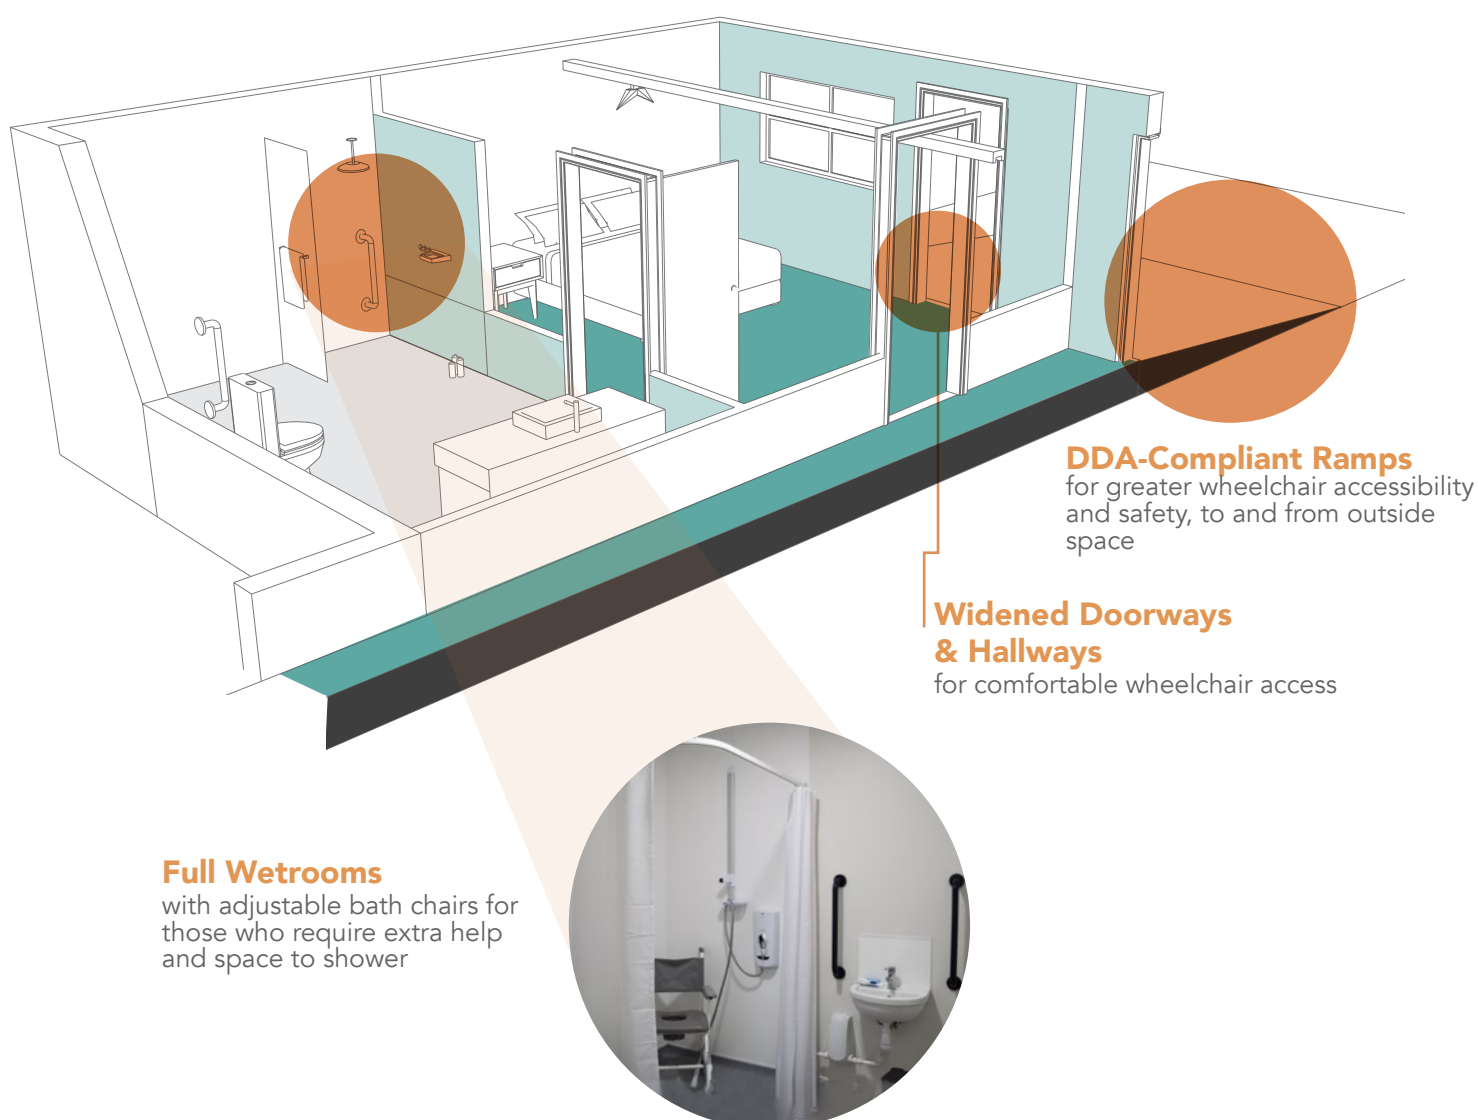 DDA-Compliant Ramps
for greater wheelchair accessibility
and safety, to and from outside
space
Widened Doorways
& Hallways
for comfortable wheelchair access
Full Wetrooms
with adjustable bath chairs for
those who require extra help
and space to shower